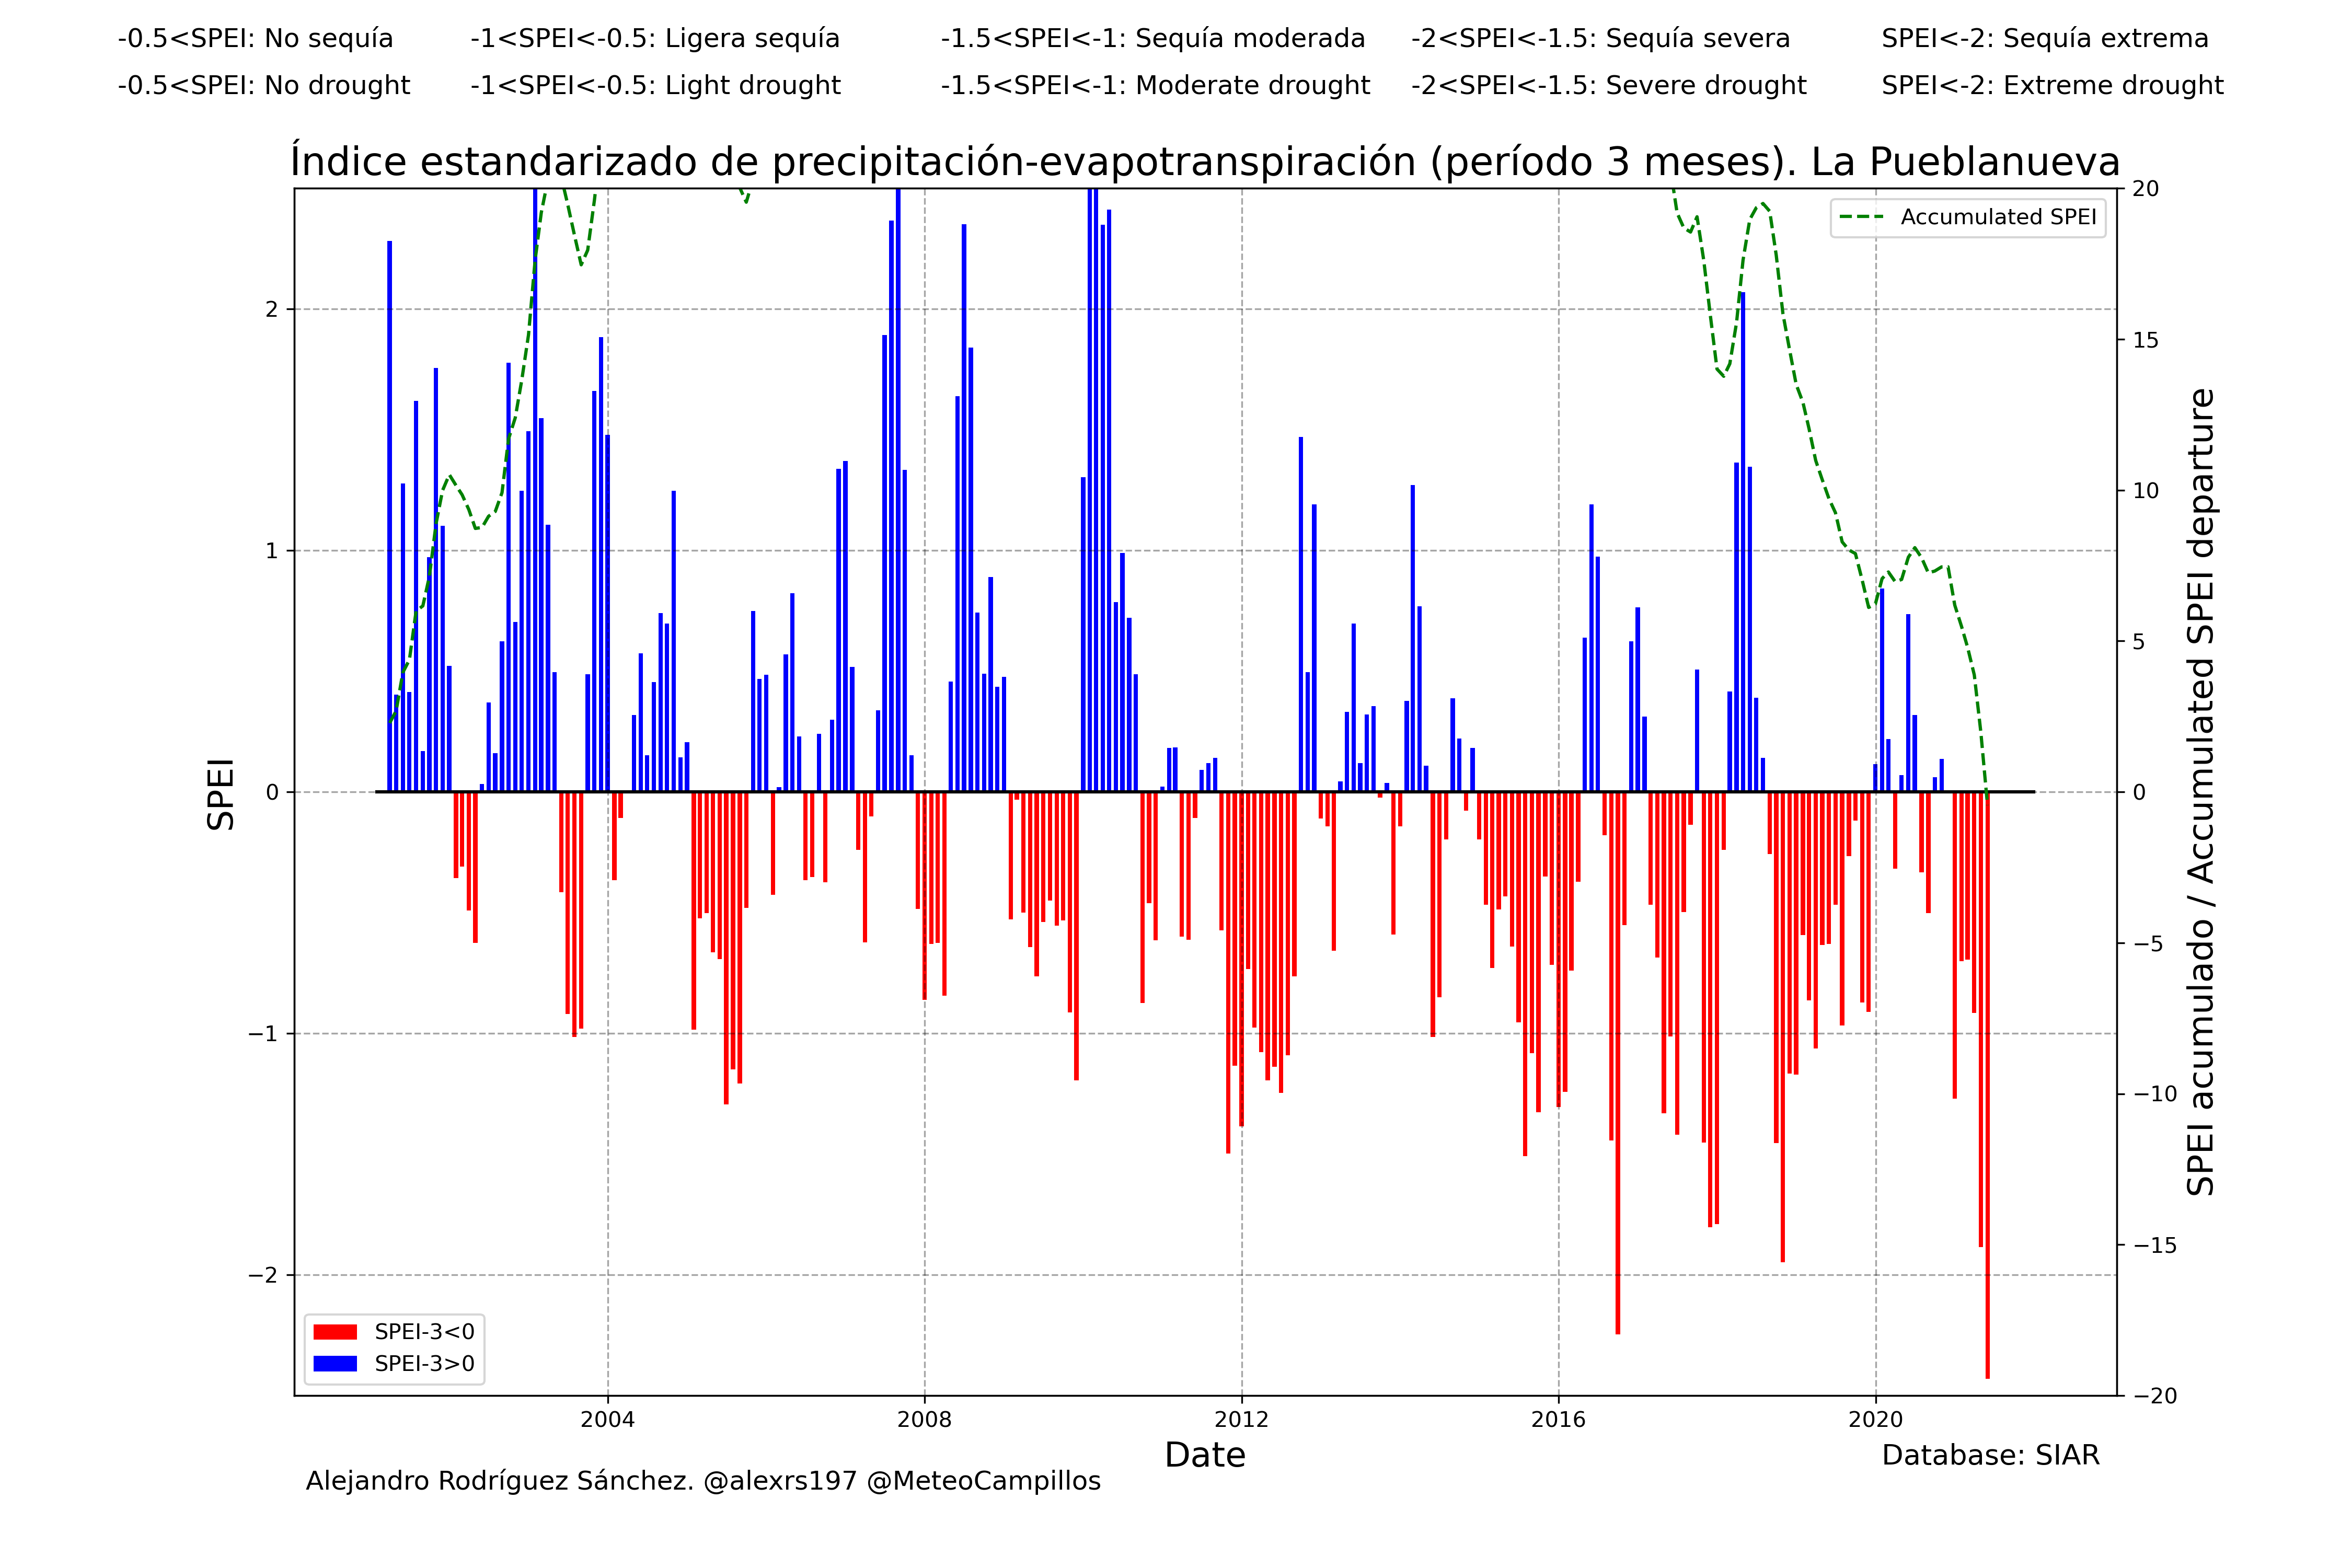 -0.5<SPEI: No sequía -1<SPEI<-0.5: Ligera sequía -1.5<SPEI<-1: Sequía moderada -2<SPEI<-1.5: Sequía severa SPEI<-2: Sequía extrema
-0.5<SPEI: No drought -1<SPEI<-0.5: Light drought -1.5<SPEI<-1: Moderate drought -2<SPEI<-1.5: Severe drought SPEI<-2: Extreme drought
Índice estandarizado de precipitación-evapotranspiración (período 3 meses). La Pueblanueva
Accumulated SPEI
SPEI
2
1
0
−1
−2
20
15
10
5
0
−5
−10
−15
−20
SPEI acumulado / Accumulated SPEI departure
SPEI-3<0
SPEI-3>0
2004 2008 2012 2016 2020
Date
Database: SIAR
Alejandro Rodríguez Sánchez. @alexrs197 @MeteoCampillos